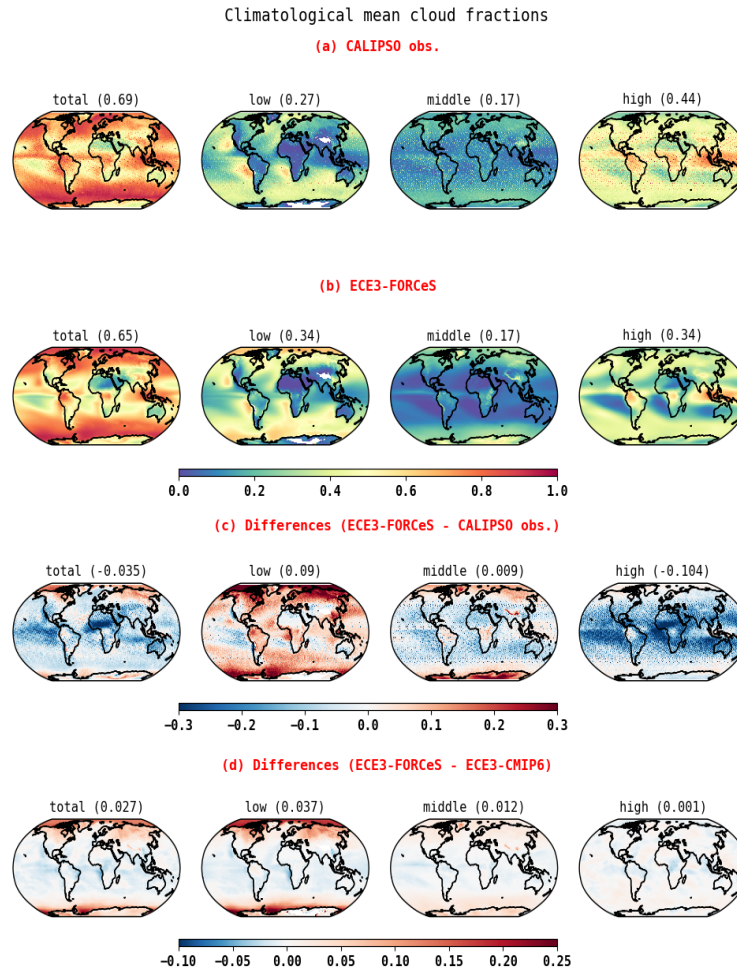 Climatological mean cloud fractions
(a) CALIPSO obs.
total (0.69) low (0.27) middle (0.17) high (0.44)
(b) ECE3-FORCeS
total (0.65) low (0.34) middle (0.17) high (0.34)
0.0 0.2 0.4 0.6 0.8 1.0
(c) Differences (ECE3-FORCeS - CALIPSO obs.)
total (-0.035) low (0.09) middle (0.009) high (-0.104)
−0.3 −0.2 −0.1 0.0 0.1 0.2 0.3
(d) Differences (ECE3-FORCeS - ECE3-CMIP6)
total (0.027) low (0.037) middle (0.012) high (0.001)
−0.10 −0.05 0.00 0.05 0.10 0.15 0.20 0.25